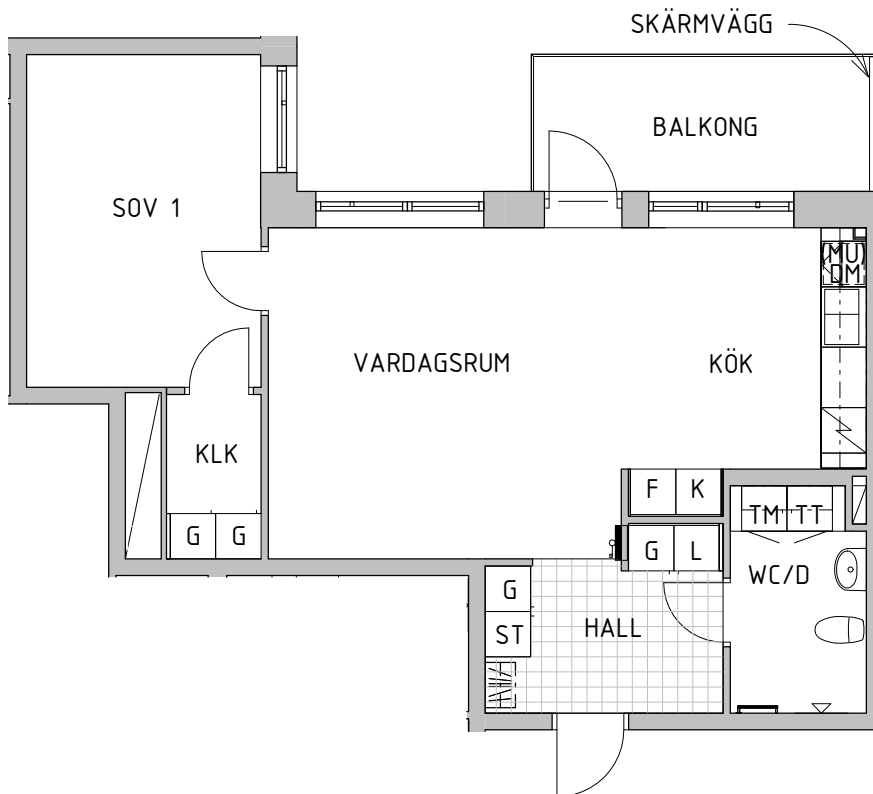 SKÄRMVÄGG
BALKONG
SOV 1
(MU)
DM
VARDAGSRUM
KÖK
KLK
F K
G G
TM TT
G L
WC/D
G
HALL
ST